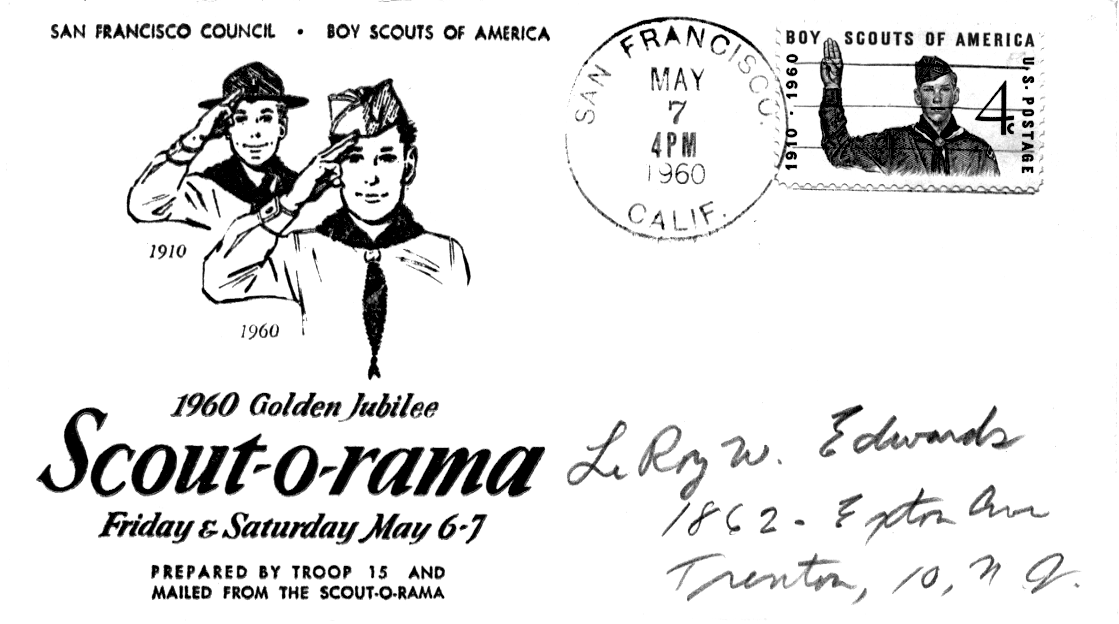 SAN FRANCISCO COUNCIL • BOY SCOUTS OF AMERICA
1910
1960
1960 Golden Jubilee
Scout-o-rama
Friday & Saturday May 6-7
PREPARED BY TROOP 15 AND
MAILED FROM THE SCOUT-O-RAMA
SAN FRANCISCO,
MAY
7
4PM
1960
CALIF.
BOY SCOUTS OF AMERICA
1910 · 1960
4c
U.S. POSTAGE
LeRoy W. Edwards
1862 - Exton Ave
Trenton, 10, N. J.